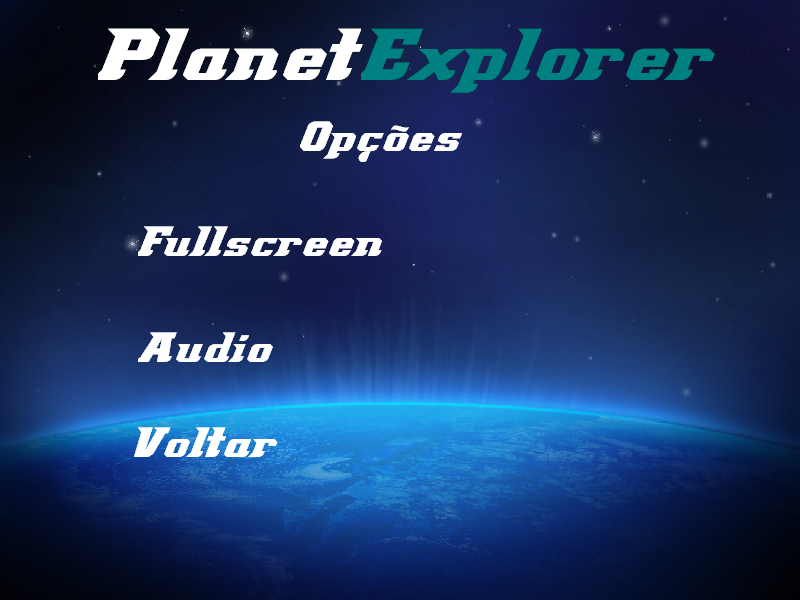 PlanetExplorer
Opções
Fullscreen
Audio
Voltar